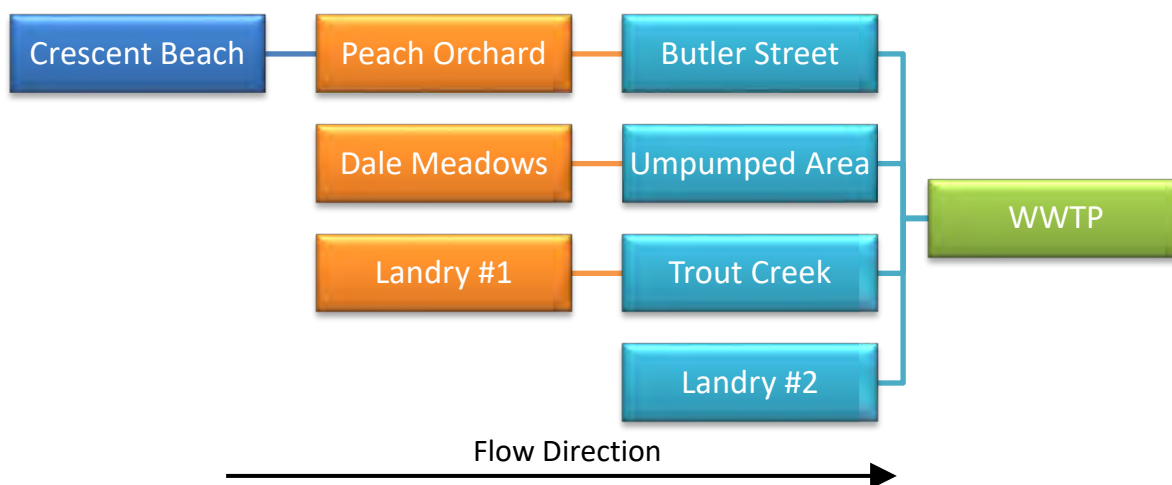 Crescent Beach
Peach Orchard
Butler Street
Dale Meadows
Umpumped Area
WWTP
Landry #1
Trout Creek
Landry #2
Flow Direction